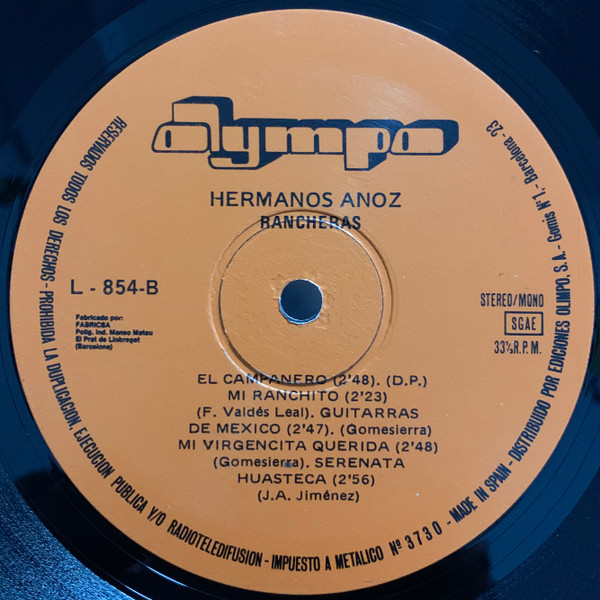 olympo
HERMANOS ANOZ
RANCHERAS
L - 854-B
STEREO/MONO
SGAE
33⅓R.P.M.
Fabricado por:
FABRICSA
Polig. Ind. Manso Mateu
El Prat de Llobregat
(Barcelona)
EL CAMPANERO (2'48). (D.P.)
MI RANCHITO (2'23)
(F. Valdés Leal). GUITARRAS
DE MEXICO (2'47). (Gomesierra)
MI VIRGENCITA QUERIDA (2'48)
(Gomesierra). SERENATA
HUASTECA (2'56)
(J.A. Jiménez)
RESERVADOS TODOS LOS DERECHOS - PROHIBIDA LA DUPLICACION, EJECUCION PUBLICA Y/O RADIOTELEDIFUSION - IMPUESTO A METALICO Nº 3730 - MADE IN SPAIN - DISTRIBUIDO POR EDICIONES OLIMPO, S.A. - Gomis Nº 1, - Barcelona - 23